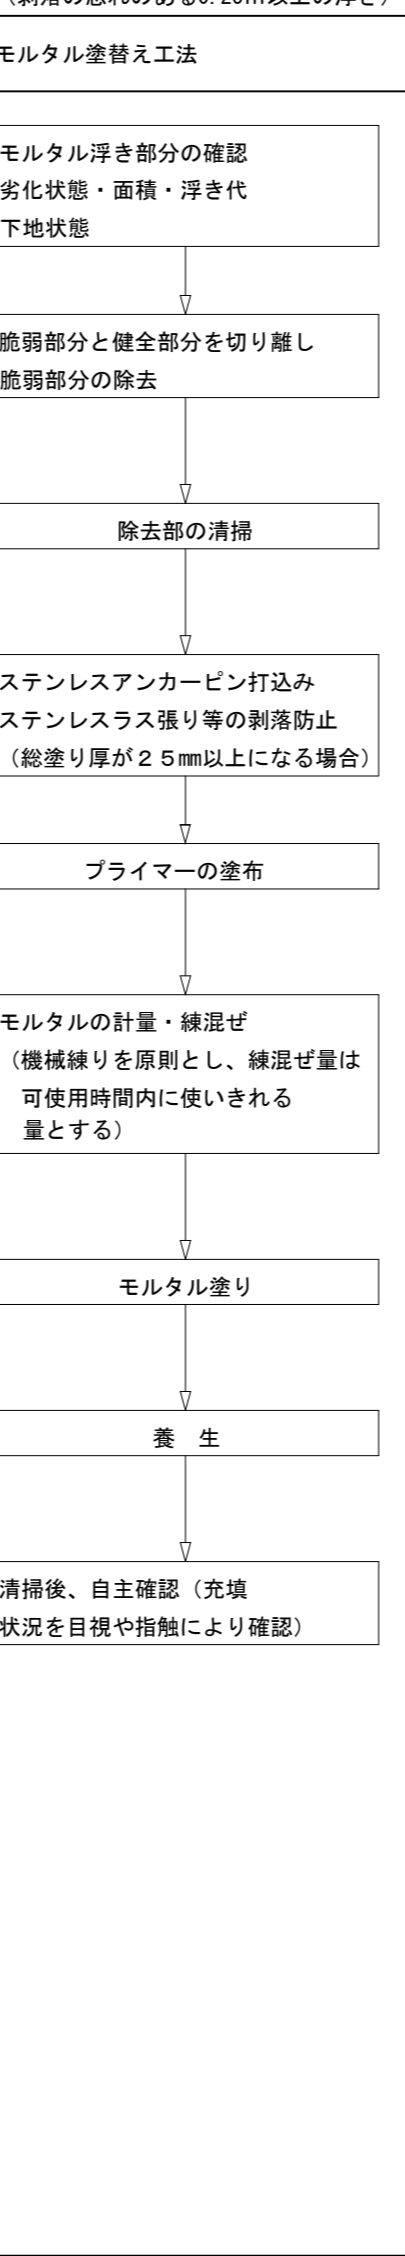 モルタル塗替え工法
モルタル浮き部分の確認
劣化状態・面積・浮き代
下地状態
脆弱部分と健全部分を切り離し
脆弱部分の除去
除去部の清掃
ステンレスアンカーピン打込み
ステンレスラス張り等の剥落防止
（総塗り厚が２５㎜以上になる場合）
プライマーの塗布
モルタルの計量・練混ぜ
（機械練りを原則とし、練混ぜ量は
可使用時間内に使いきれる
量とする）
モルタル塗り
養　生
清掃後、自主確認（充填
状況を目視や指触により確認）